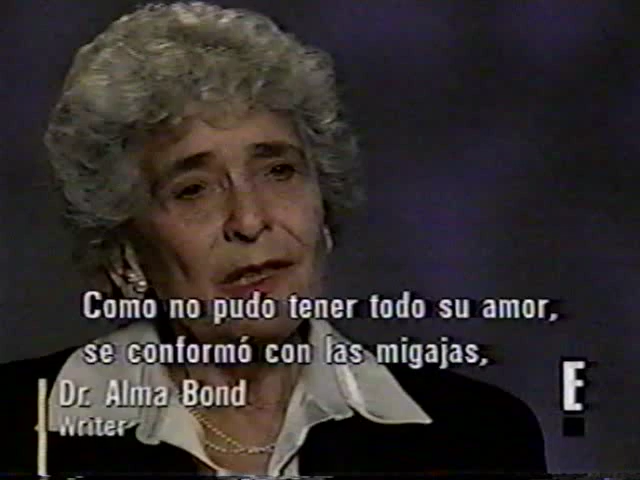 Como no pudo tener todo su amor,
se conformó con las migajas,
Dr. Alma Bond
Writer
E